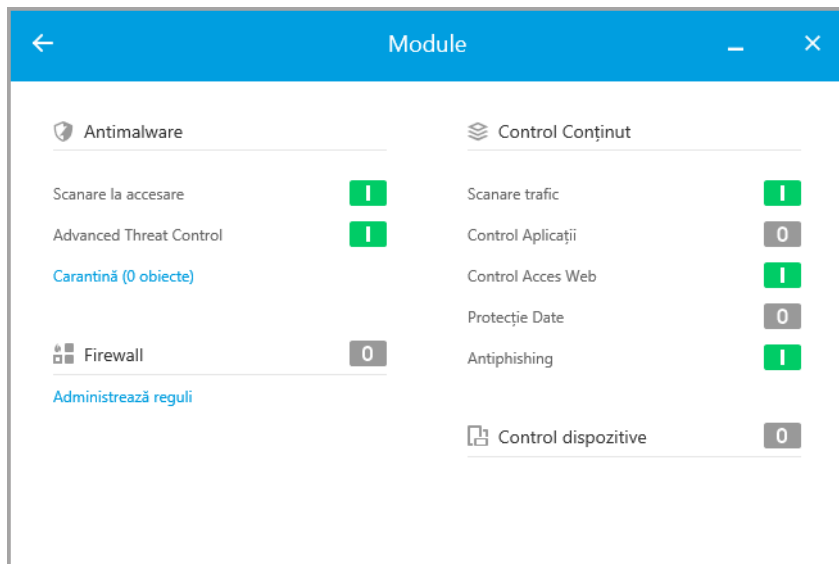 Module
Antimalware
Scanare la accesare
Advanced Threat Control
Carantină (0 obiecte)
Firewall
Administrează reguli
Control Conținut
Scanare trafic
Control Aplicații
Control Acces Web
Protecție Date
Antiphishing
Control dispozitive